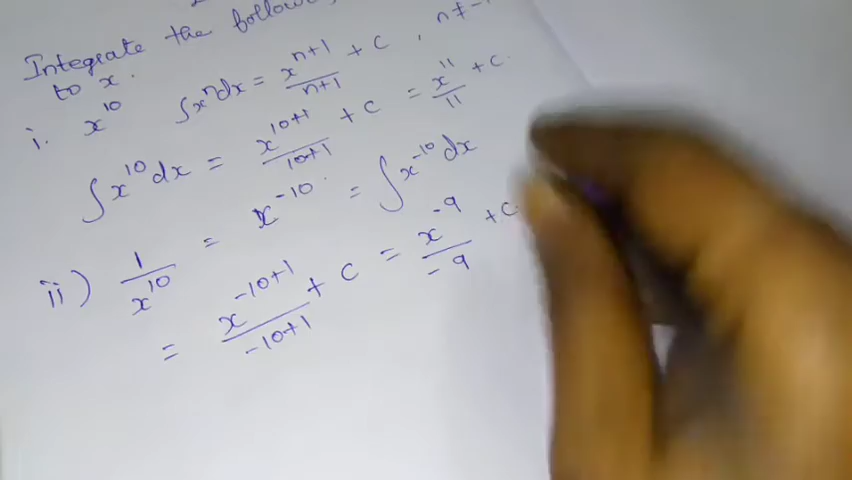 Integrate the
to x.
i. x^10 ∫x^n dx = x^(n+1)/(n+1) + c , n ≠ -
∫x^10 dx = x^(10+1)/(10+1) + c = x^11/11 + c.
ii) 1/x^10 = x^-10 = ∫x^-10 dx
= x^(-10+1)/(-10+1) + c = x^-9/-9 + c.